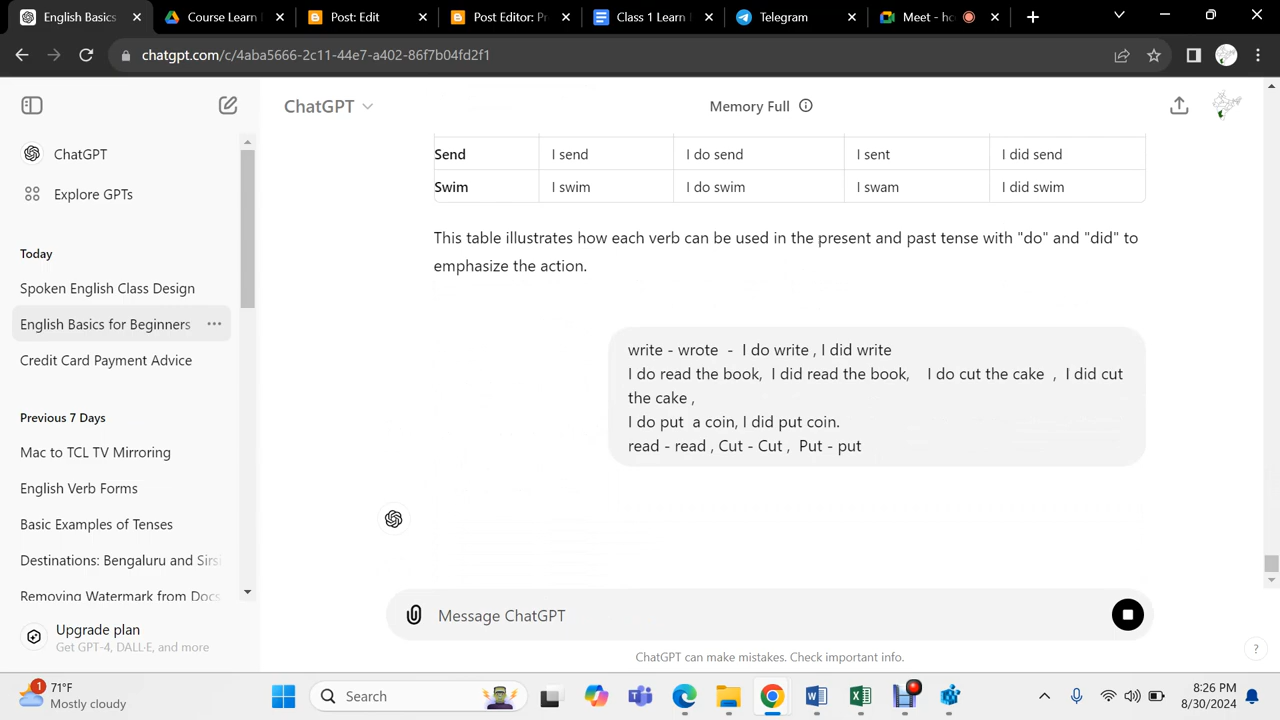 English Basics
Course Learn
Post: Edit
Post Editor: P
Class 1 Learn
Telegram
Meet - ho
chatgpt.com/c/4aba5666-2c11-44e7-a402-86f7b04fd2f1
ChatGPT
Memory Full
ChatGPT
Explore GPTs
Today
Spoken English Class Design
English Basics for Beginners
Credit Card Payment Advice
Previous 7 Days
Mac to TCL TV Mirroring
English Verb Forms
Basic Examples of Tenses
Destinations: Bengaluru and Sirsi
Removing Watermark from Docs
Upgrade plan
Get GPT-4, DALL·E, and more
Send I send I do send I sent I did send
Swim I swim I do swim I swam I did swim
This table illustrates how each verb can be used in the present and past tense with "do" and "did" to
emphasize the action.
write - wrote - I do write , I did write
I do read the book, I did read the book, I do cut the cake , I did cut
the cake ,
I do put a coin, I did put coin.
read - read , Cut - Cut , Put - put
Message ChatGPT
ChatGPT can make mistakes. Check important info.
?
1
71°F
Mostly cloudy
Search
8:26 PM
8/30/2024